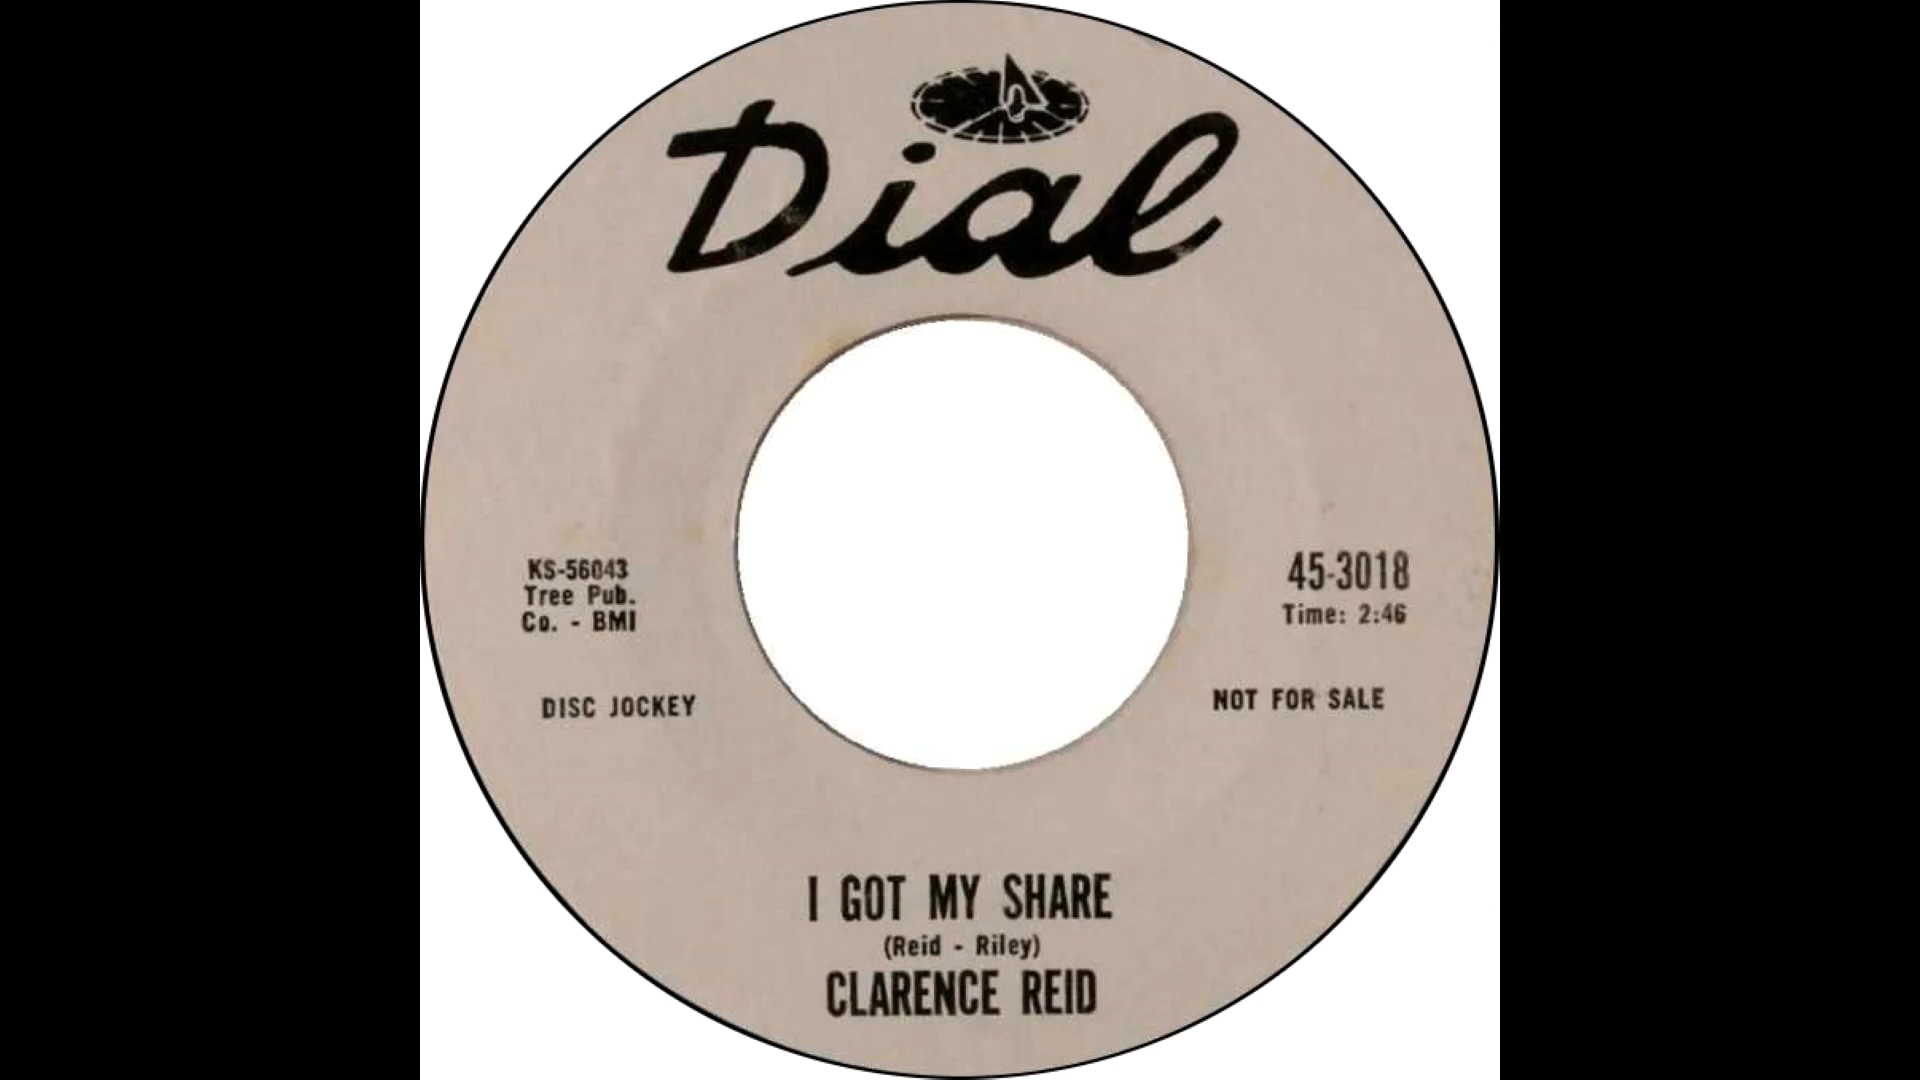 Dial
KS-56043
Tree Pub.
Co. - BMI
45-3018
Time: 2:46
DISC JOCKEY
NOT FOR SALE
I GOT MY SHARE
(Reid - Riley)
CLARENCE REID